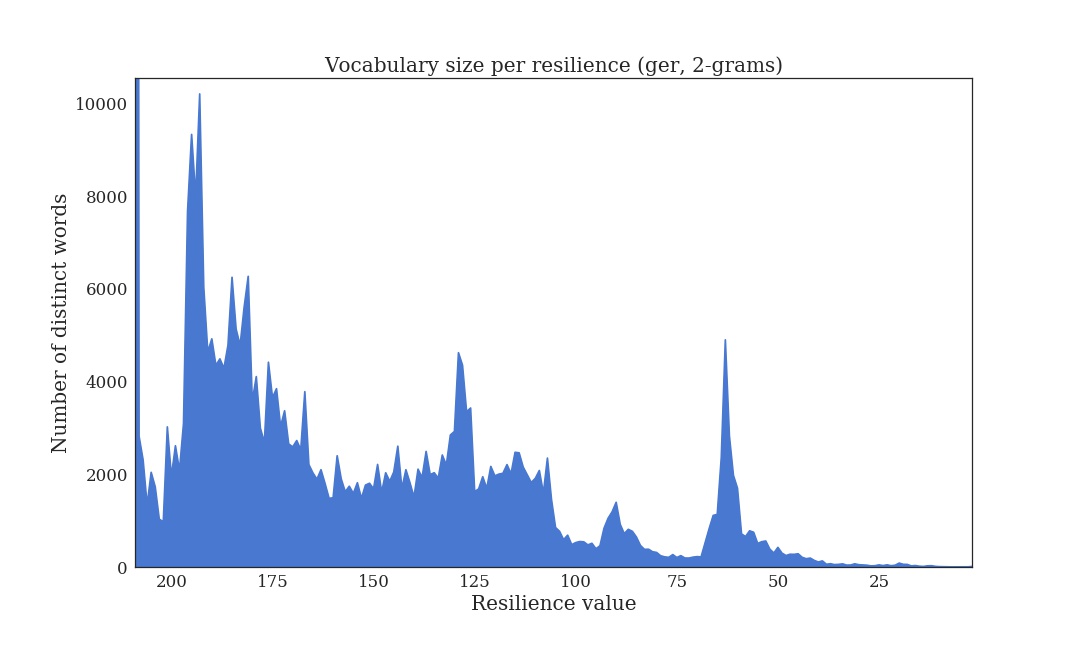 Vocabulary size per resilience (ger, 2-grams)
Number of distinct words
10000
8000
6000
4000
2000
0
200 175 150 125 100 75 50 25
Resilience value